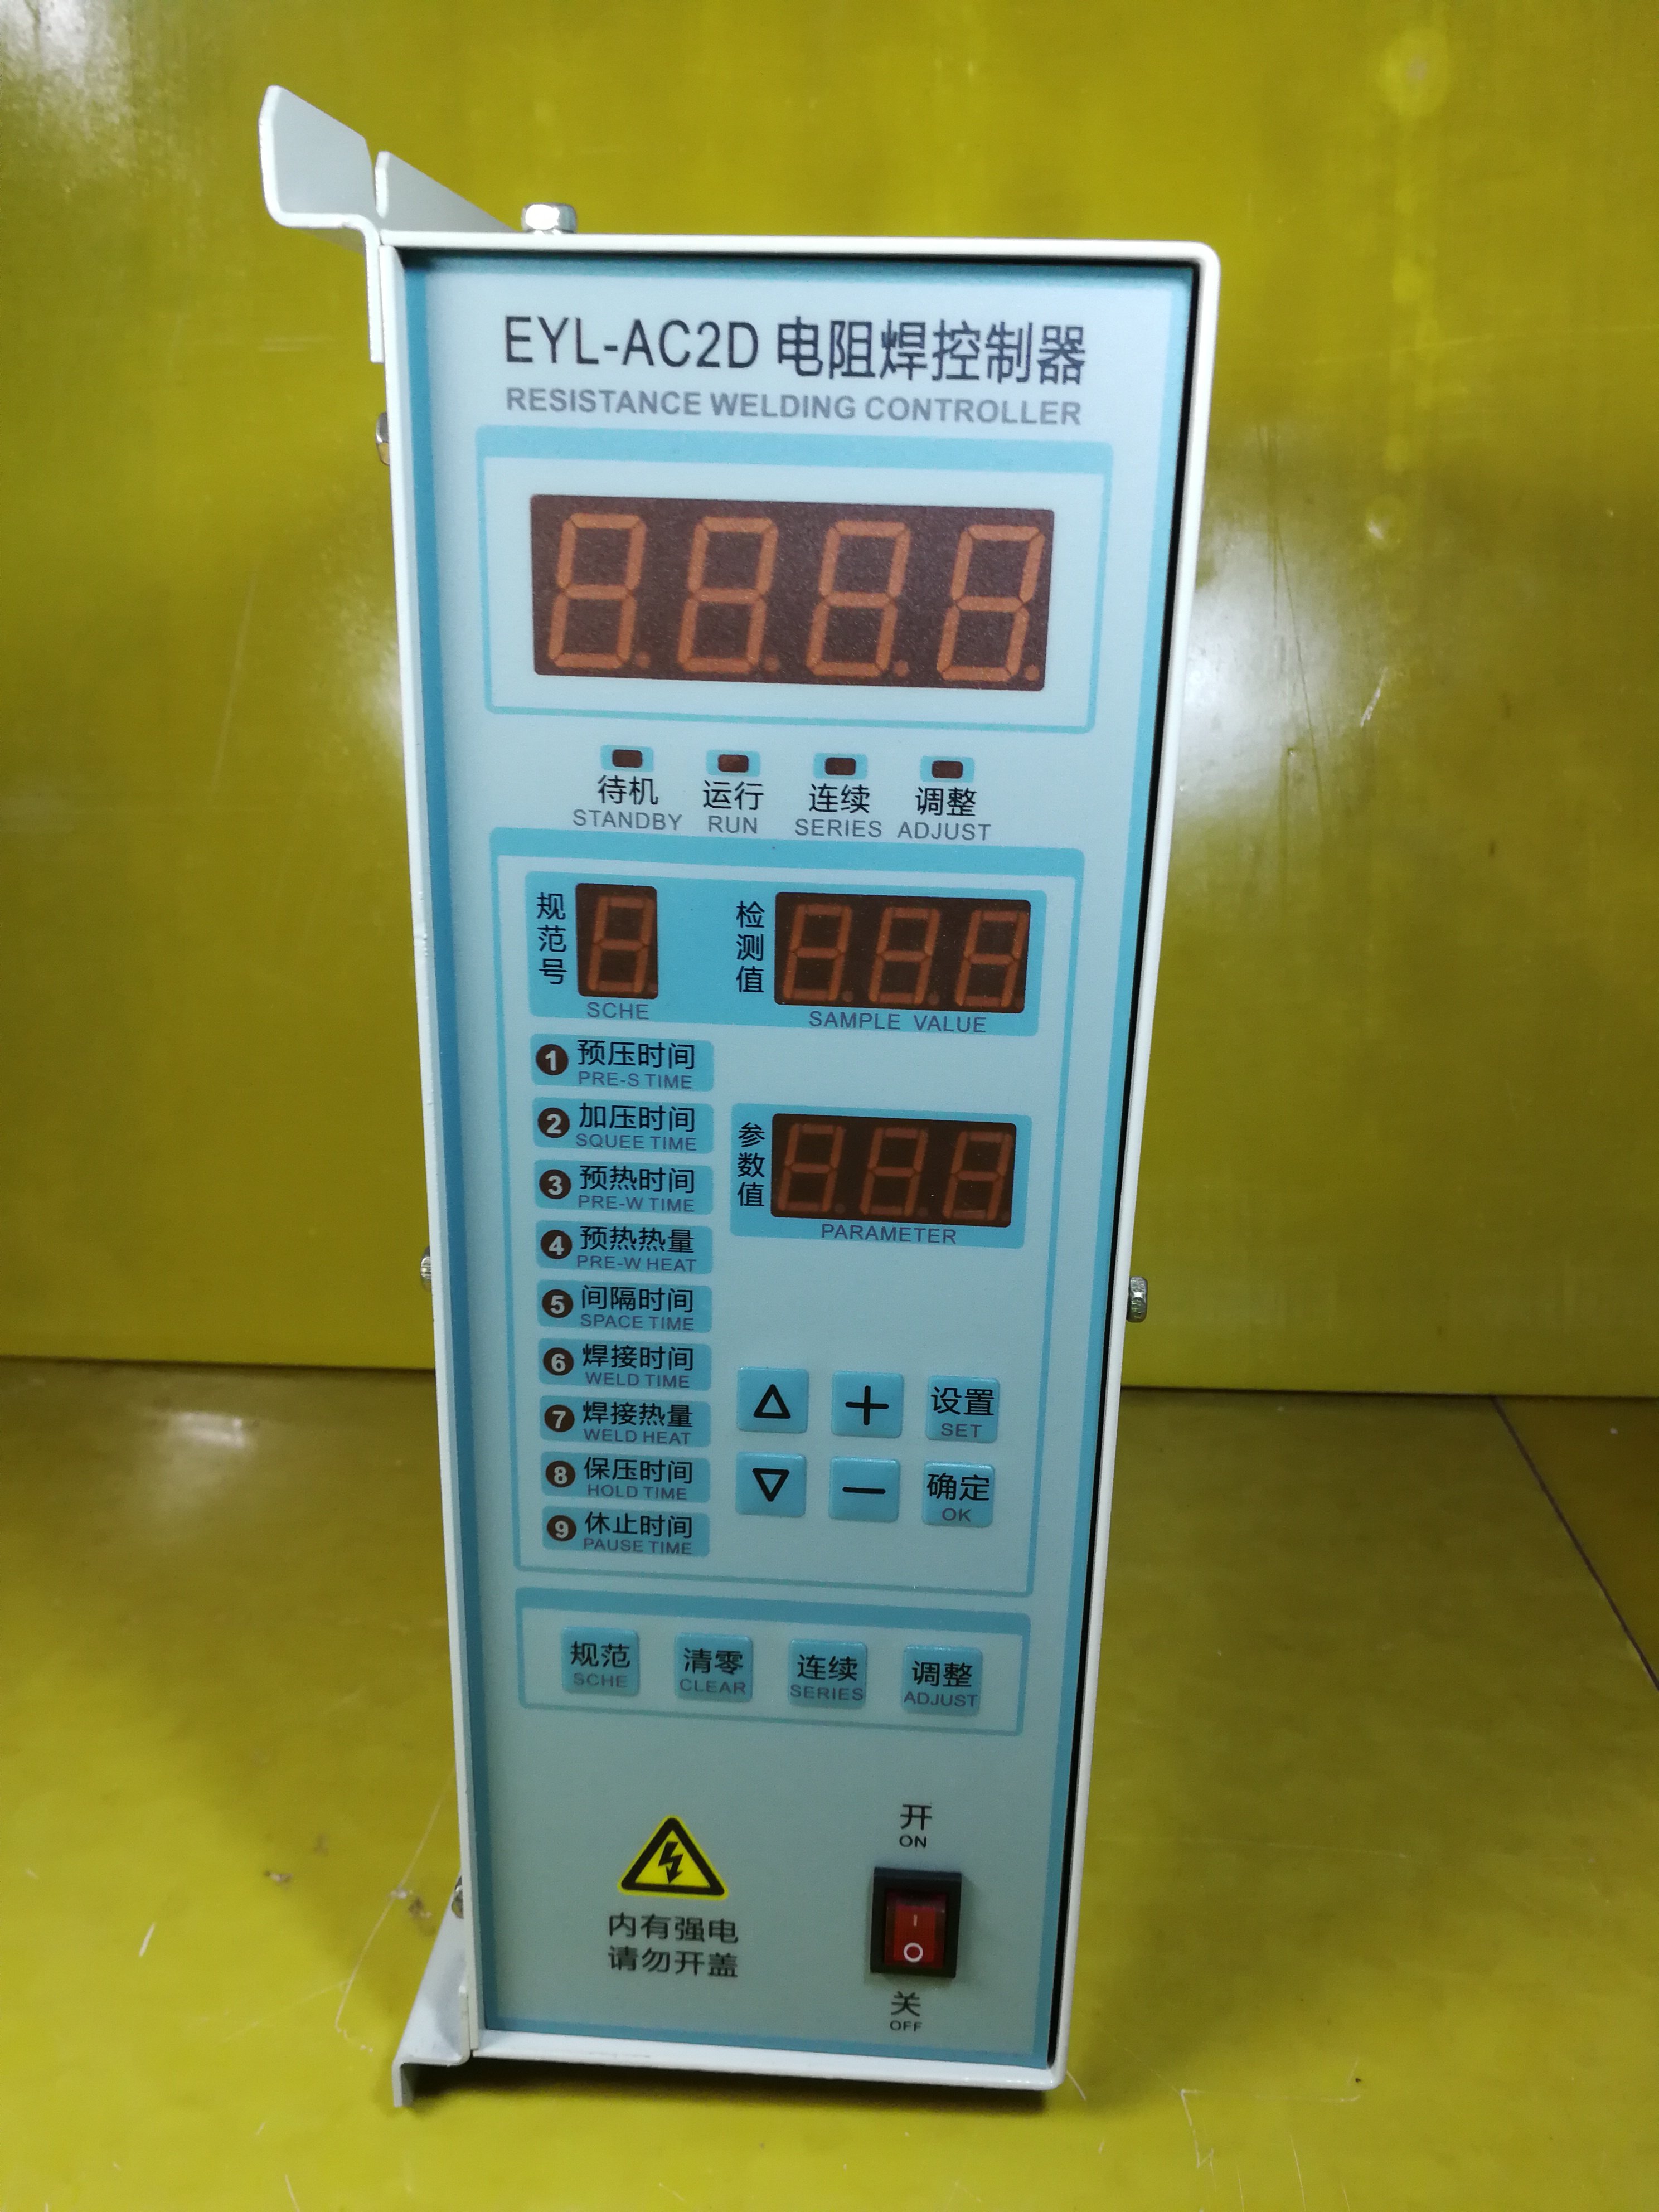 EYL-AC2D 电阻焊控制器
RESISTANCE WELDING CONTROLLER
待机 运行 连续 调整
STANDBY RUN SERIES ADJUST
规范号
SCHE
检测值
SAMPLE VALUE
1 预压时间
PRE-S TIME
2 加压时间
SQUEE TIME
3 预热时间
PRE-W TIME
4 预热热量
PRE-W HEAT
5 间隔时间
SPACE TIME
6 焊接时间
WELD TIME
7 焊接热量
WELD HEAT
8 保压时间
HOLD TIME
9 休止时间
PAUSE TIME
参数值
PARAMETER
△ + 设置
SET
▽ − 确定
OK
规范 清零 连续 调整
SCHE CLEAR SERIES ADJUST
内有强电
请勿开盖
开
ON
I
O
关
OFF